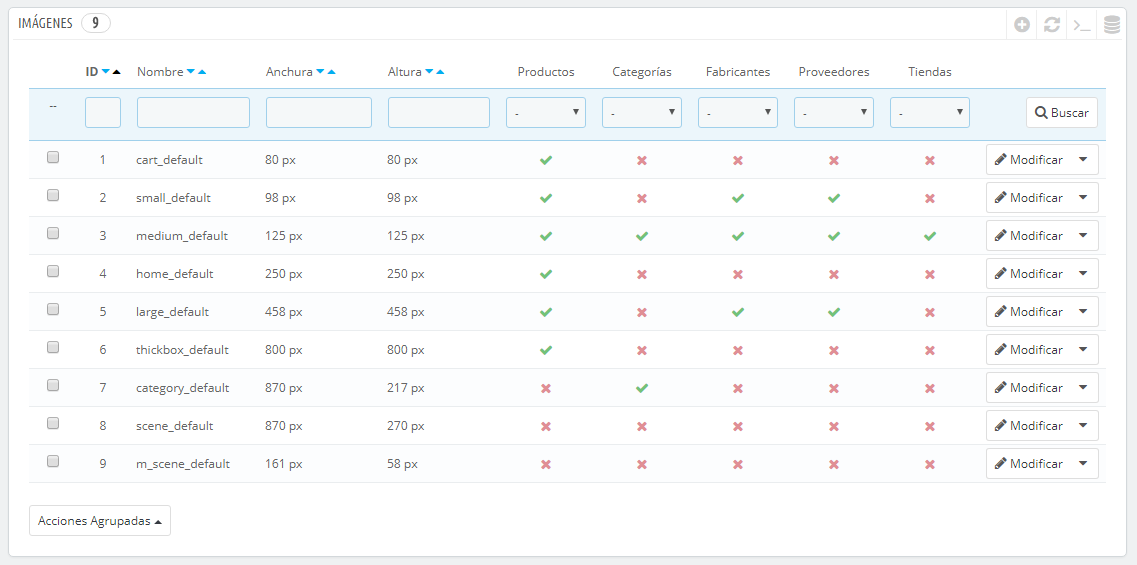 IMÁGENES 9
ID Nombre Anchura Altura Productos Categorías Fabricantes Proveedores Tiendas
-- - - - - - Buscar
1 cart_default 80 px 80 px Modificar
2 small_default 98 px 98 px Modificar
3 medium_default 125 px 125 px Modificar
4 home_default 250 px 250 px Modificar
5 large_default 458 px 458 px Modificar
6 thickbox_default 800 px 800 px Modificar
7 category_default 870 px 217 px Modificar
8 scene_default 870 px 270 px Modificar
9 m_scene_default 161 px 58 px Modificar
Acciones Agrupadas